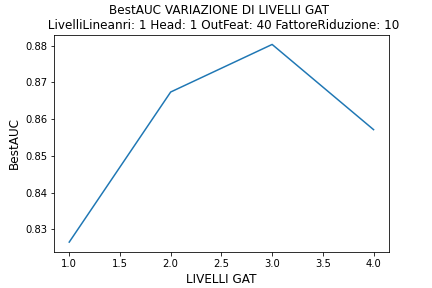 BestAUC VARIAZIONE DI LIVELLI GAT
LivelliLineanri: 1 Head: 1 OutFeat: 40 FattoreRiduzione: 10
0.88
0.87
0.86
0.85
0.84
0.83
BestAUC
1.0 1.5 2.0 2.5 3.0 3.5 4.0
LIVELLI GAT